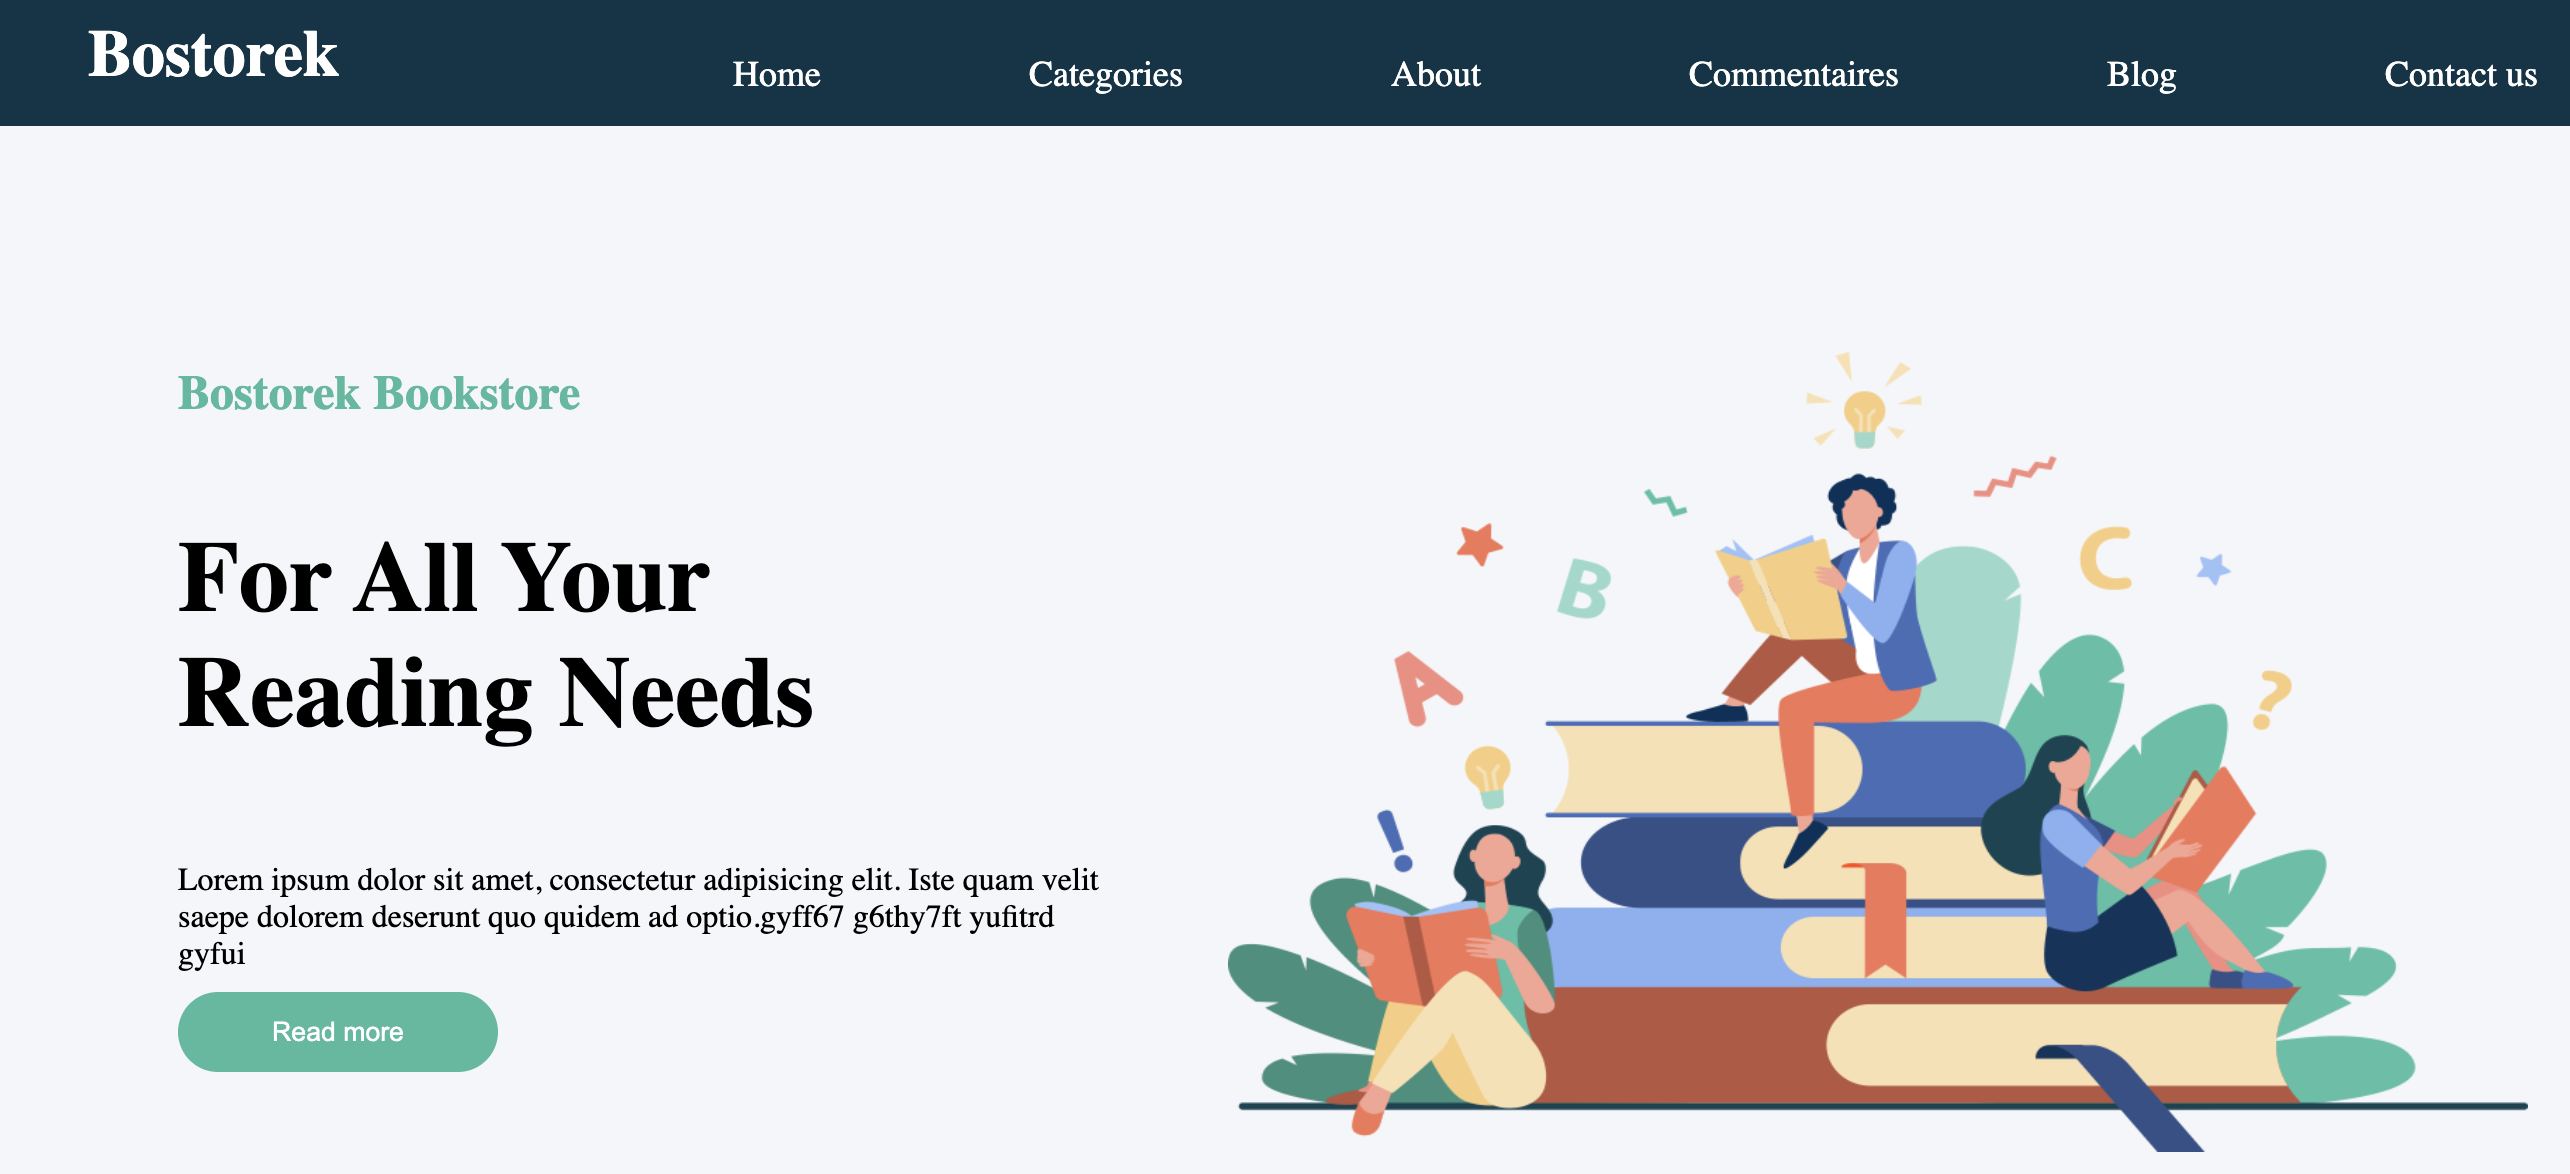 Bostorek
Home Categories About Commentaires Blog Contact us
Bostorek Bookstore
For All Your
Reading Needs
Lorem ipsum dolor sit amet, consectetur adipisicing elit. Iste quam velit
saepe dolorem deserunt quo quidem ad optio.gyff67 g6thy7ft yufitrd
gyfui
Read more
A
B
C
?
!